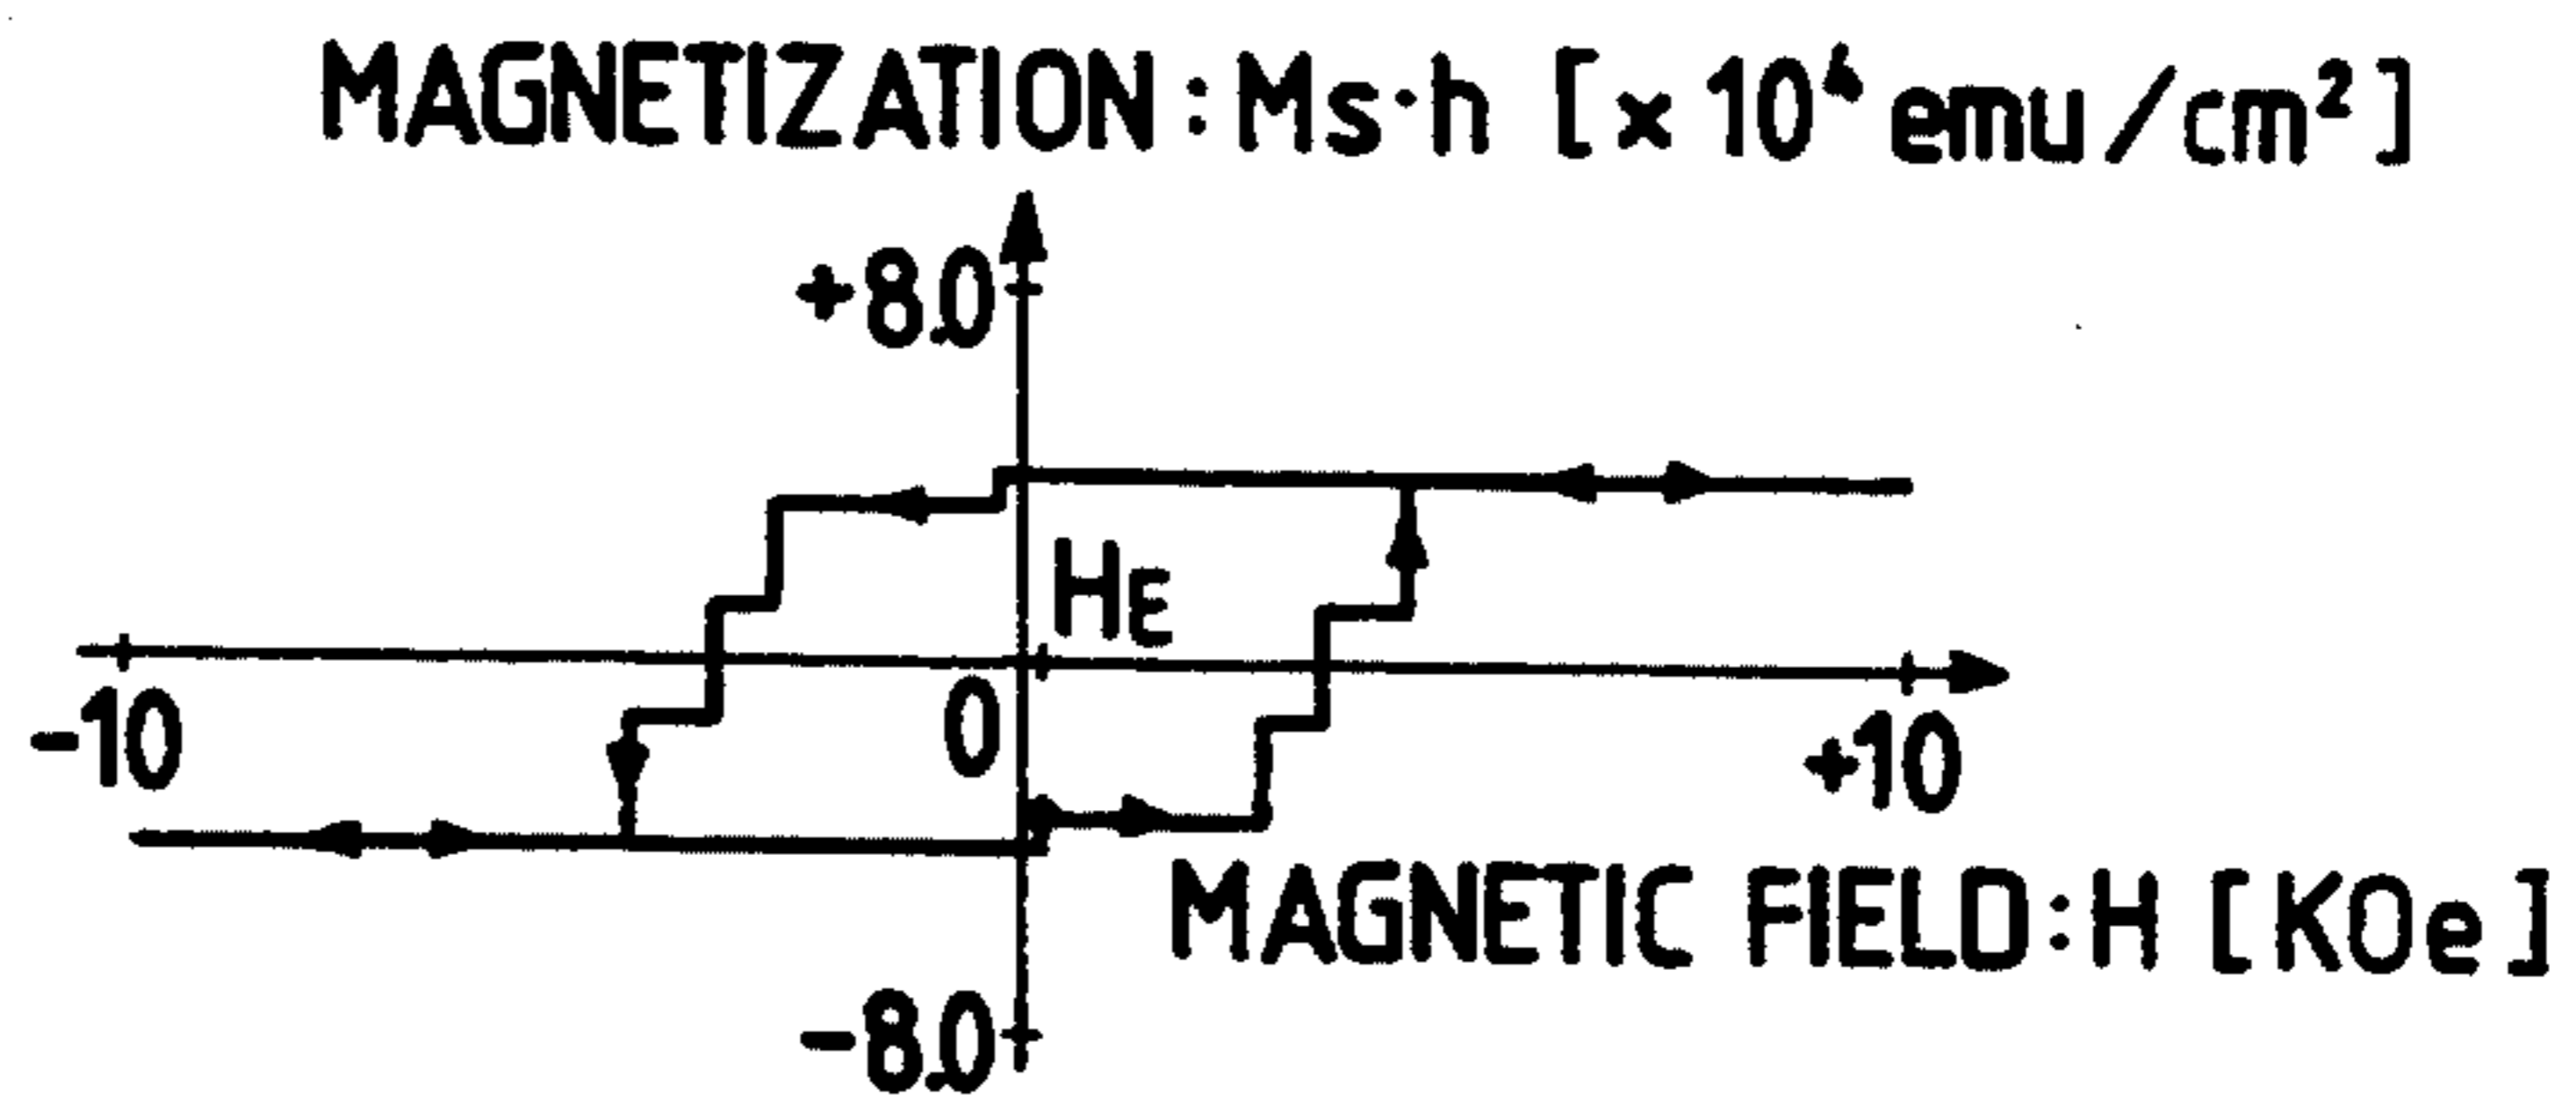 MAGNETIZATION : Ms·h [ × 10⁴ emu/cm² ]
+8.0
HE
-10
0
+10
MAGNETIC FIELD : H [ KOe ]
-8.0